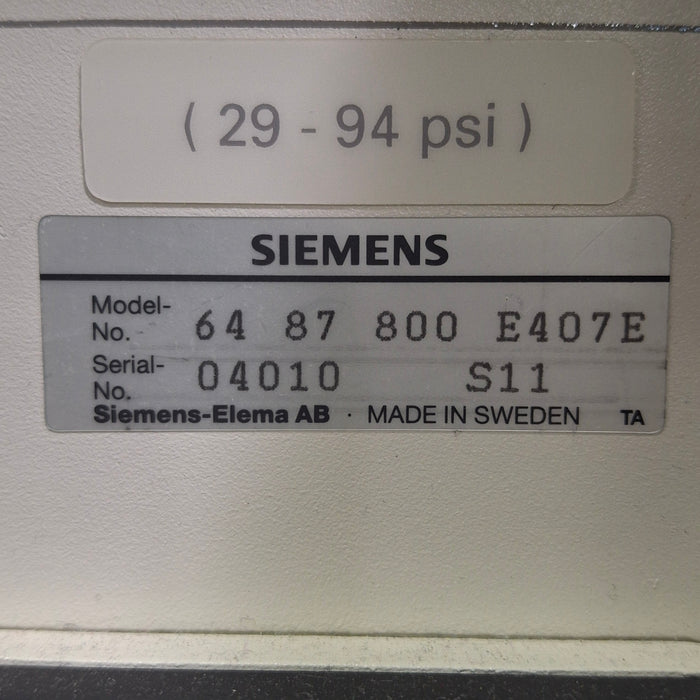 ( 29 - 94 psi )
SIEMENS
Model-
No. 64 87 800 E407E
Serial-
No. 04010 S11
Siemens-Elema AB · MADE IN SWEDEN TA